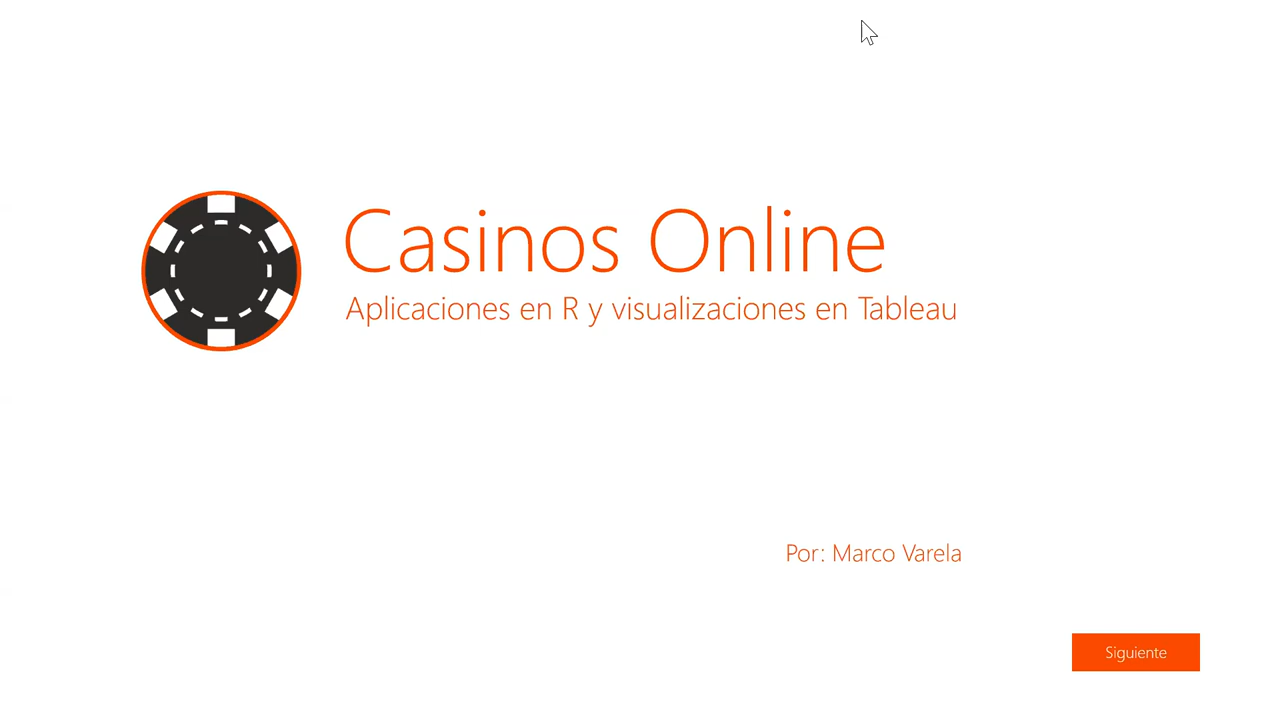 Casinos Online
Aplicaciones en R y visualizaciones en Tableau
Por: Marco Varela
Siguiente